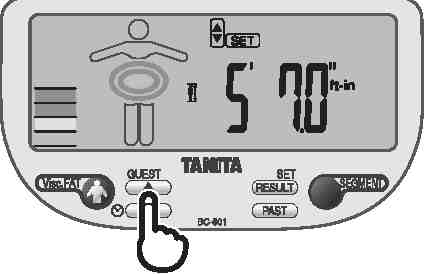 SET
5' 7.0"
ft-in
TANITA
Visc. FAT
GUEST
SET
RESULT
SEGMENT
PAST
BC-601